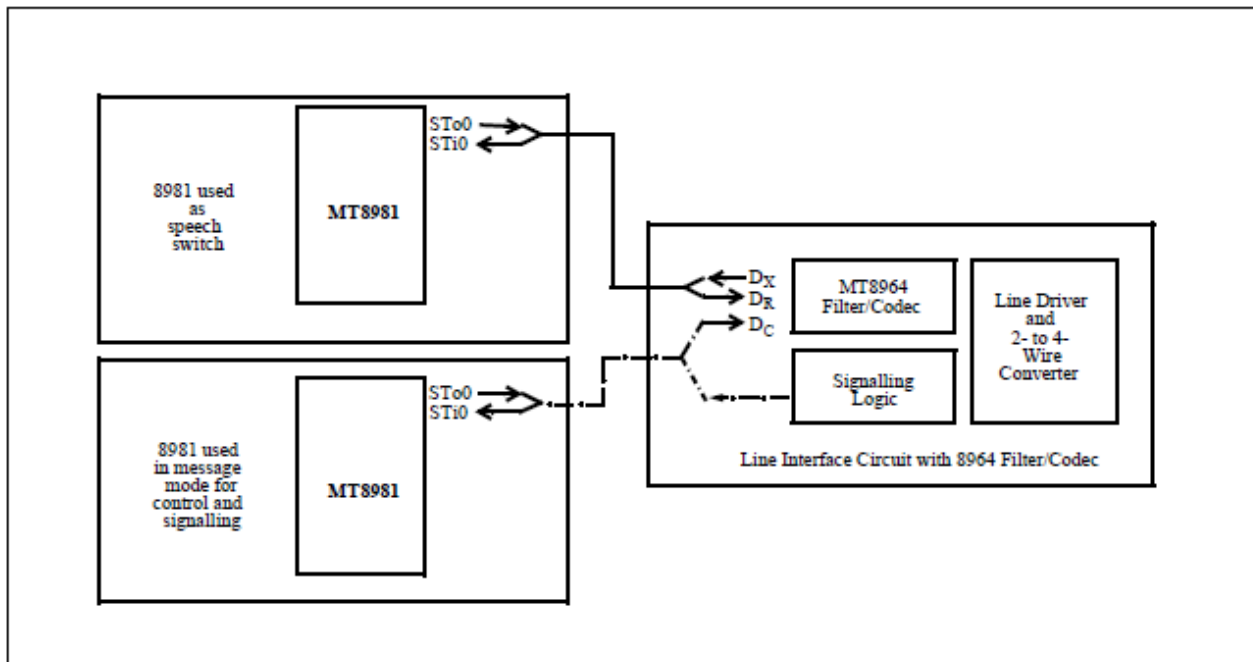 STo0
STi0
8981 used
as
speech
switch
MT8981
STo0
STi0
8981 used
in message
mode for
control and
signalling
MT8981
DX
DR
DC
MT8964
Filter/Codec
Signalling
Logic
Line Driver
and
2- to 4-
Wire
Converter
Line Interface Circuit with 8964 Filter/Codec